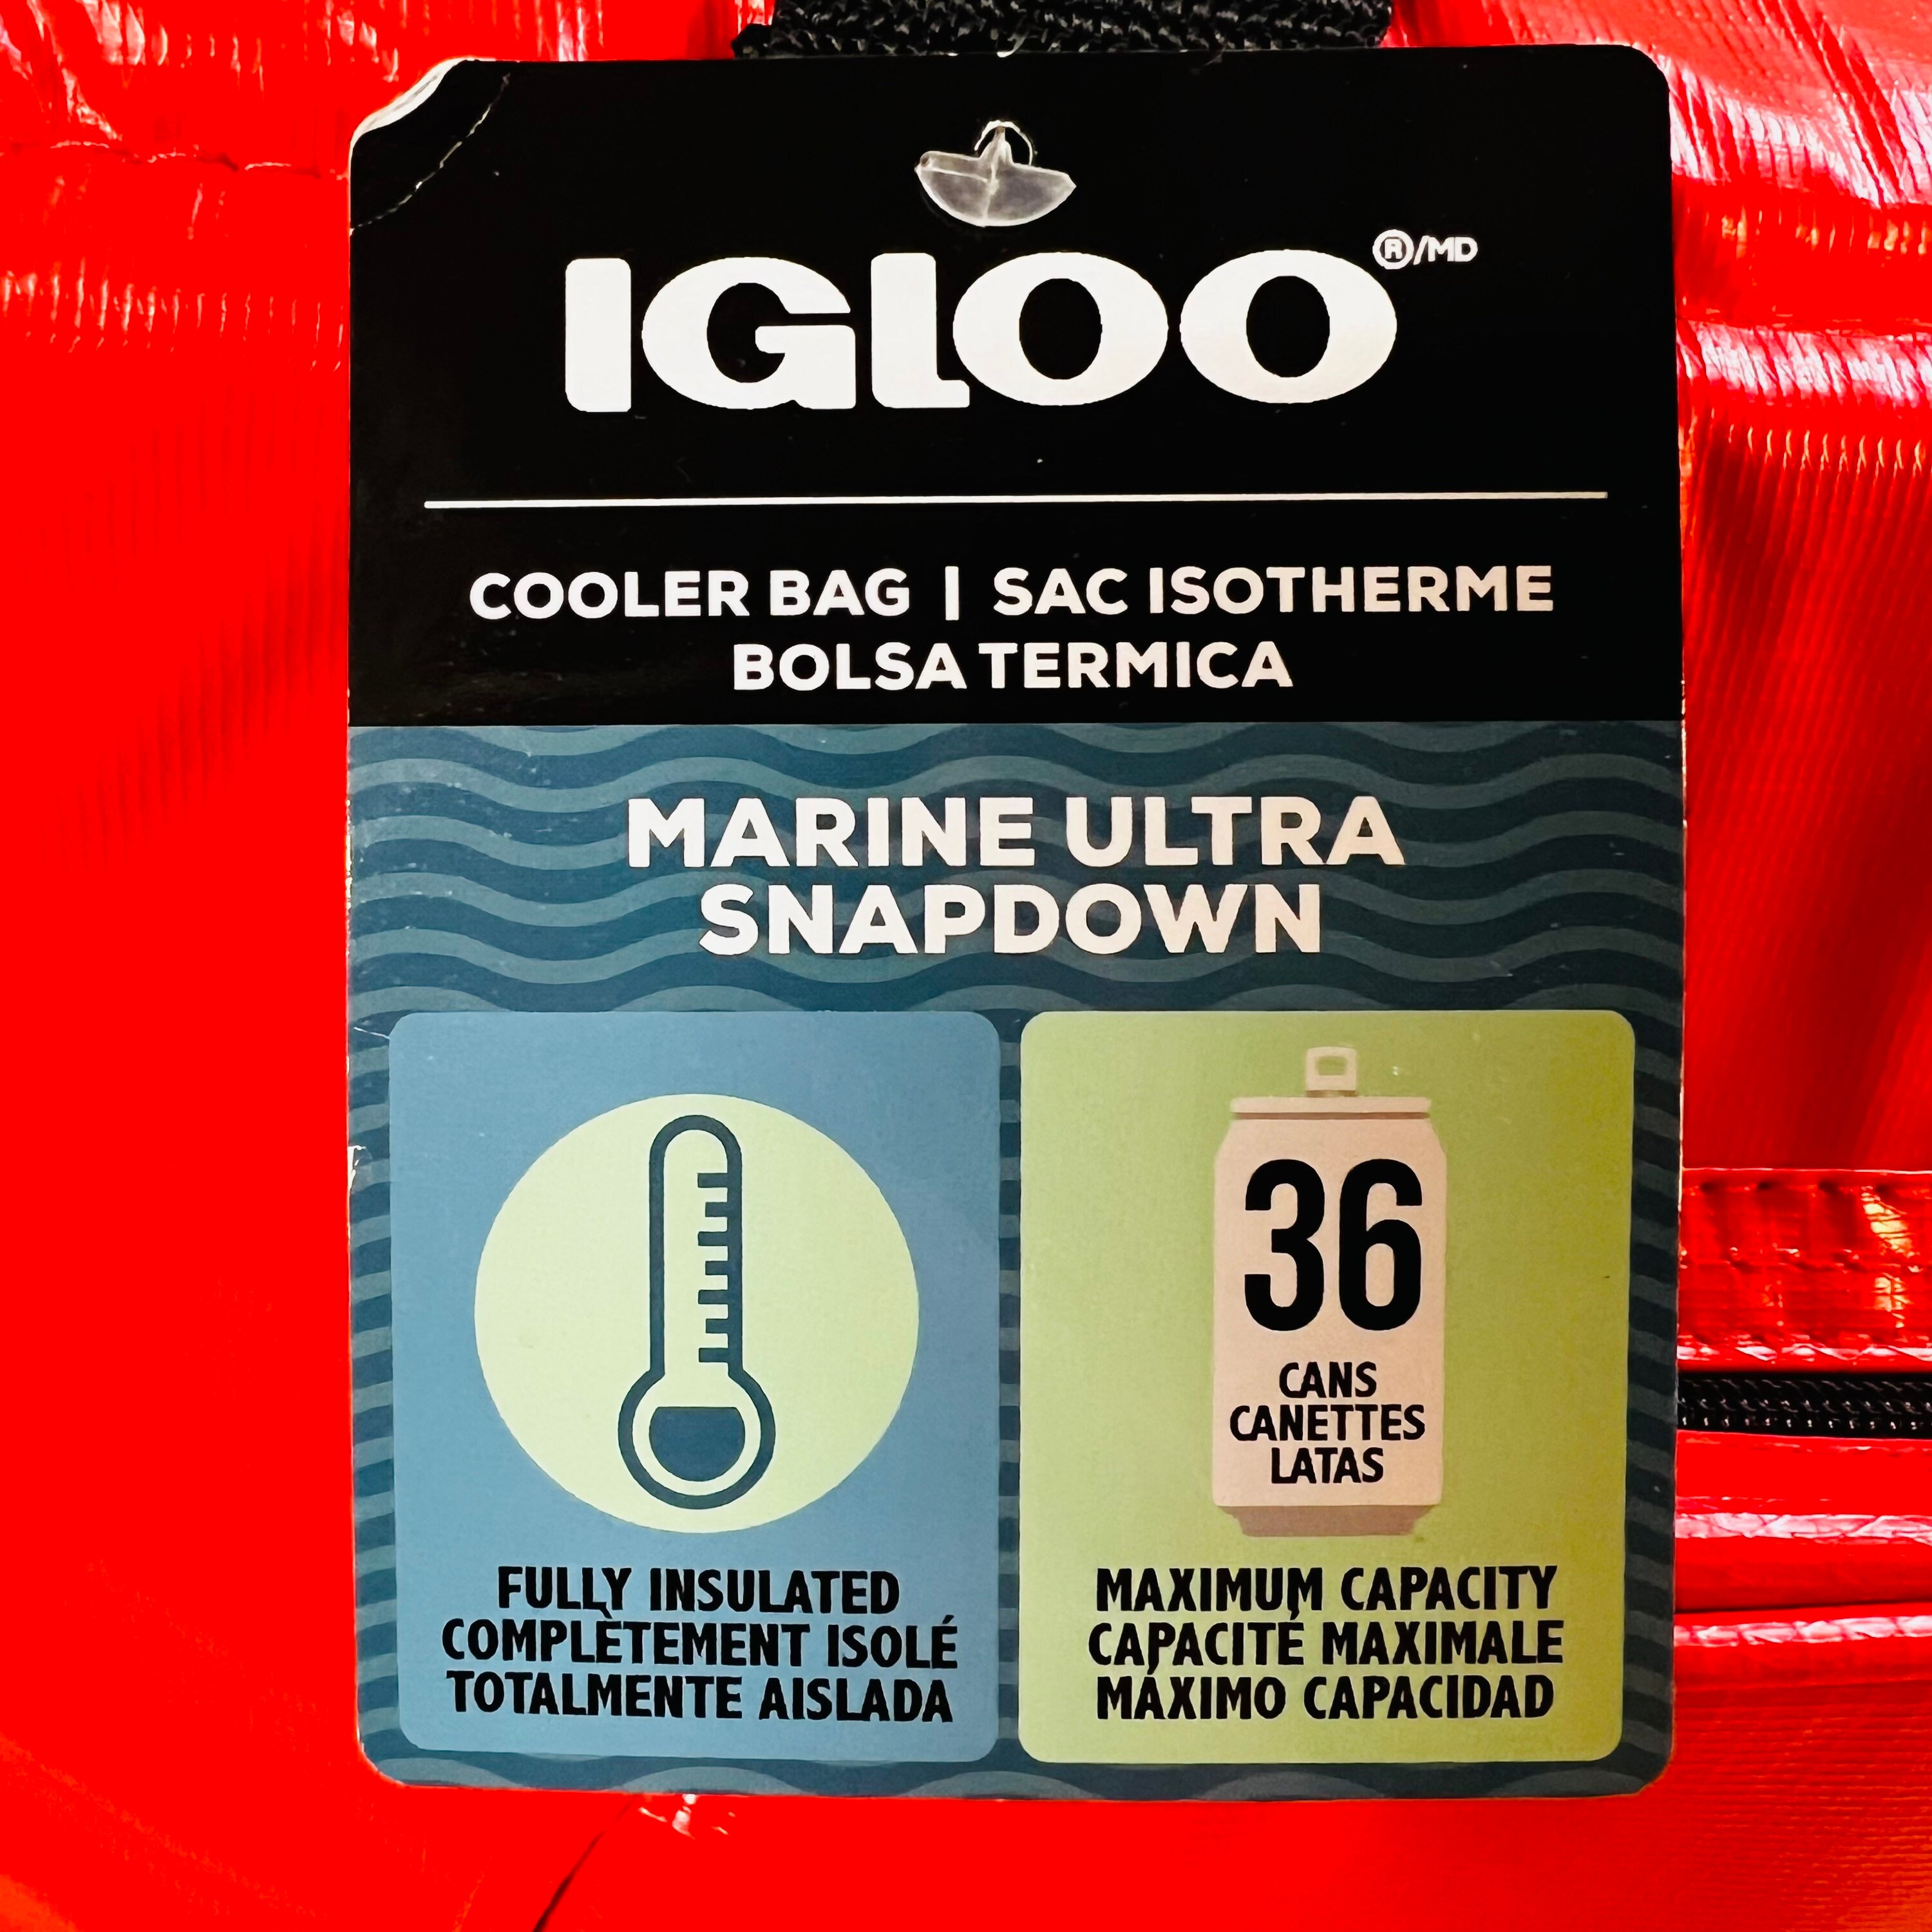 IGLOO®/MD
COOLER BAG | SAC ISOTHERME
BOLSA TERMICA
MARINE ULTRA
SNAPDOWN
36
CANS
CANETTES
LATAS
FULLY INSULATED
COMPLÈTEMENT ISOLÉ
TOTALMENTE AISLADA
MAXIMUM CAPACITY
CAPACITÉ MAXIMALE
MÁXIMO CAPACIDAD